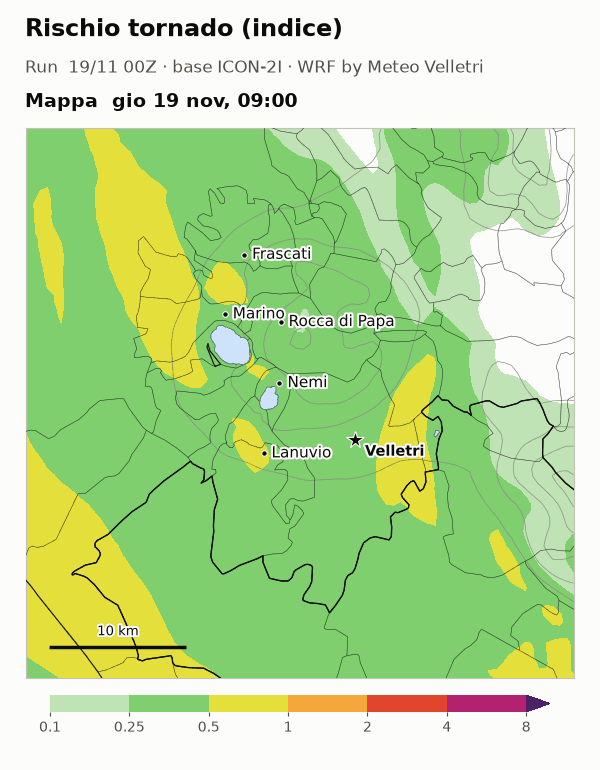 Rischio tornado (indice)
Run  19/11 00Z · base ICON-2I · WRF by Meteo Velletri
Mappa  gio 19 nov, 09:00
Frascati
Marino
Rocca di Papa
Nemi
Velletri
Lanuvio
10 km
0.1 0.25 0.5 1 2 4 8